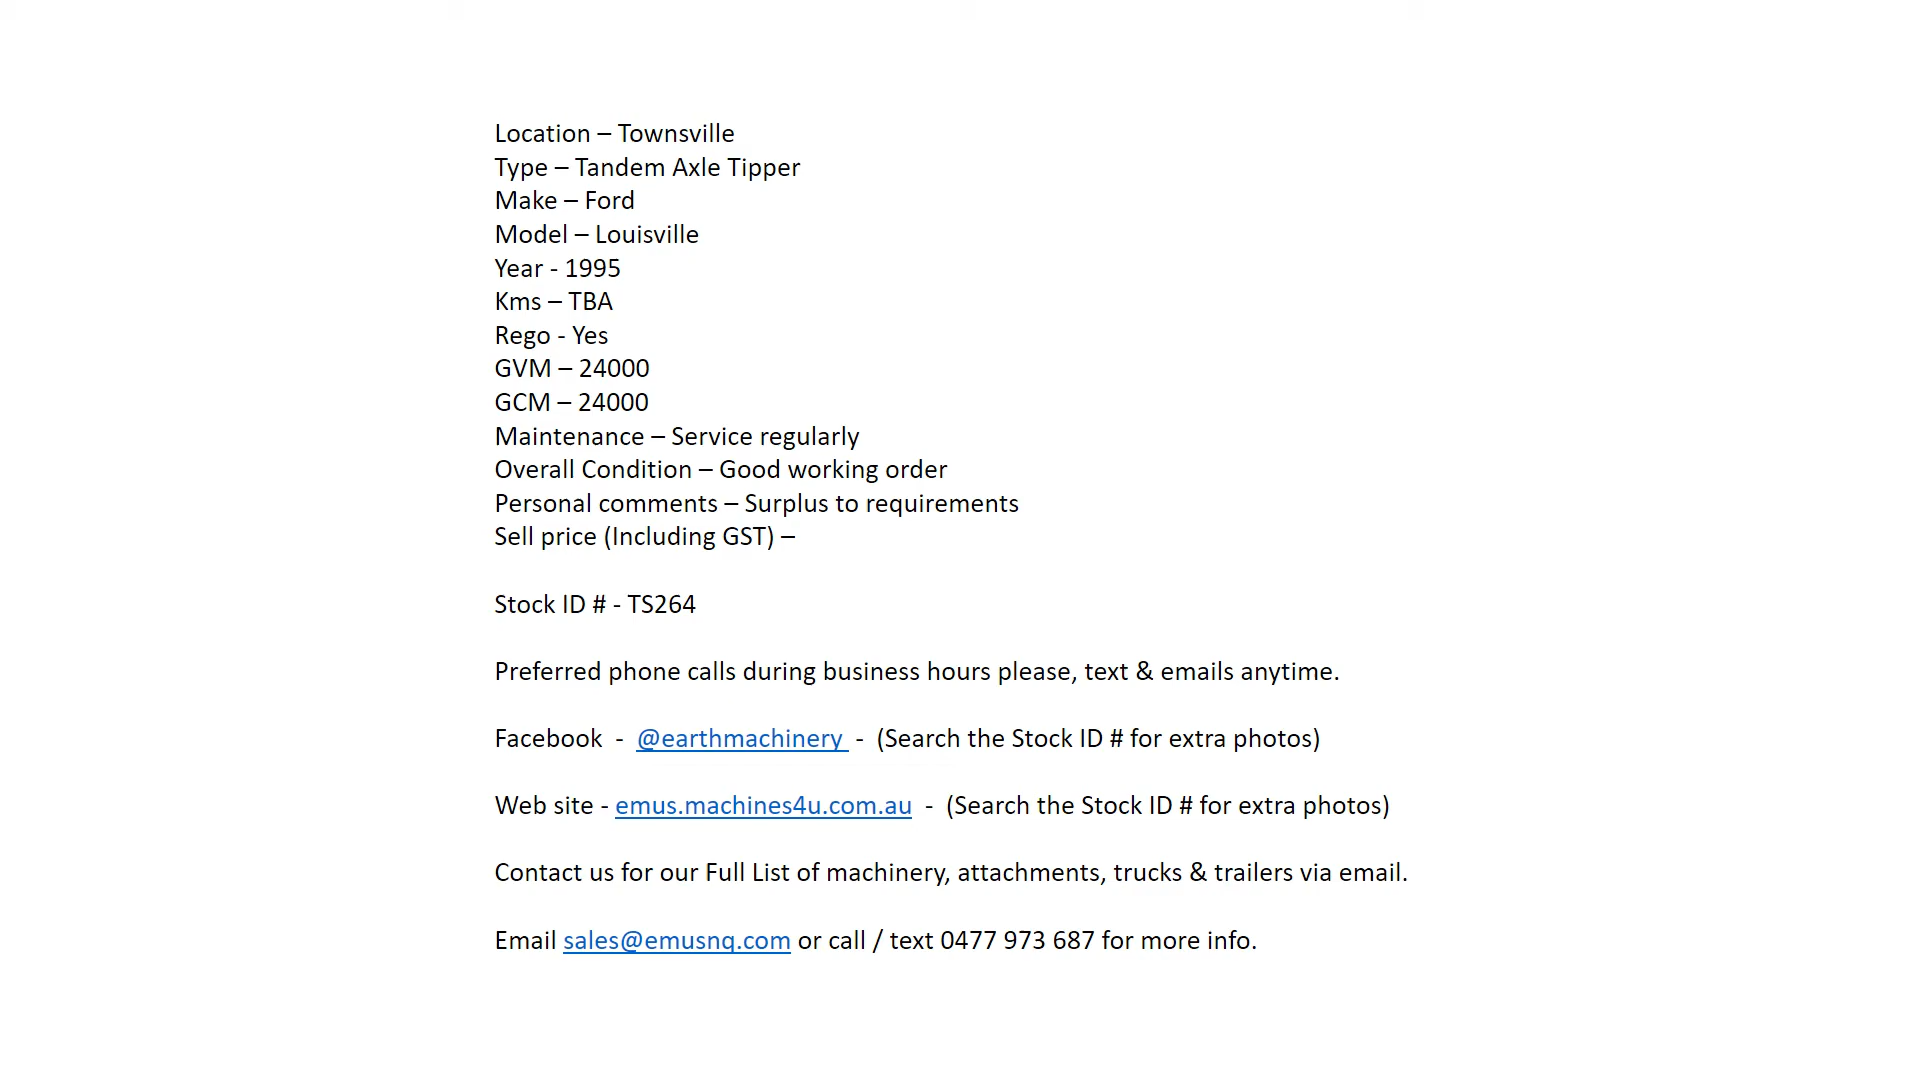 Location – Townsville
Type – Tandem Axle Tipper
Make – Ford
Model – Louisville
Year - 1995
Kms – TBA
Rego - Yes
GVM – 24000
GCM – 24000
Maintenance – Service regularly
Overall Condition – Good working order
Personal comments – Surplus to requirements
Sell price (Including GST) –
Stock ID # - TS264
Preferred phone calls during business hours please, text & emails anytime.
Facebook  -  @earthmachinery  -  (Search the Stock ID # for extra photos)
Web site - emus.machines4u.com.au  -  (Search the Stock ID # for extra photos)
Contact us for our Full List of machinery, attachments, trucks & trailers via email.
Email sales@emusnq.com or call / text 0477 973 687 for more info.